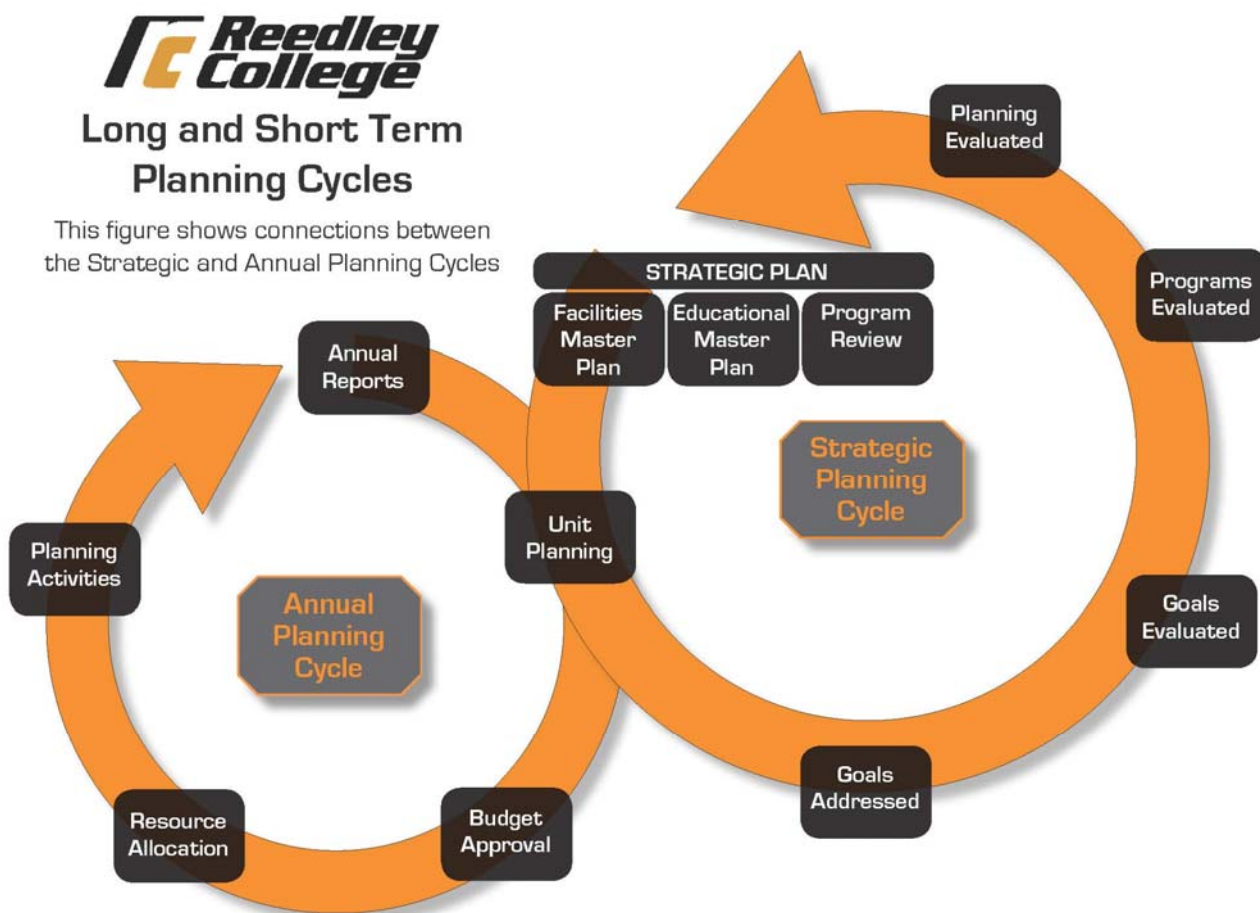 Reedley
College
Long and Short Term
Planning Cycles
This figure shows connections between
the Strategic and Annual Planning Cycles
Planning
Evaluated
Programs
Evaluated
STRATEGIC PLAN
Facilities
Master
Plan
Educational
Master
Plan
Program
Review
Annual
Reports
Strategic
Planning
Cycle
Unit
Planning
Planning
Activities
Annual
Planning
Cycle
Goals
Evaluated
Goals
Addressed
Resource
Allocation
Budget
Approval